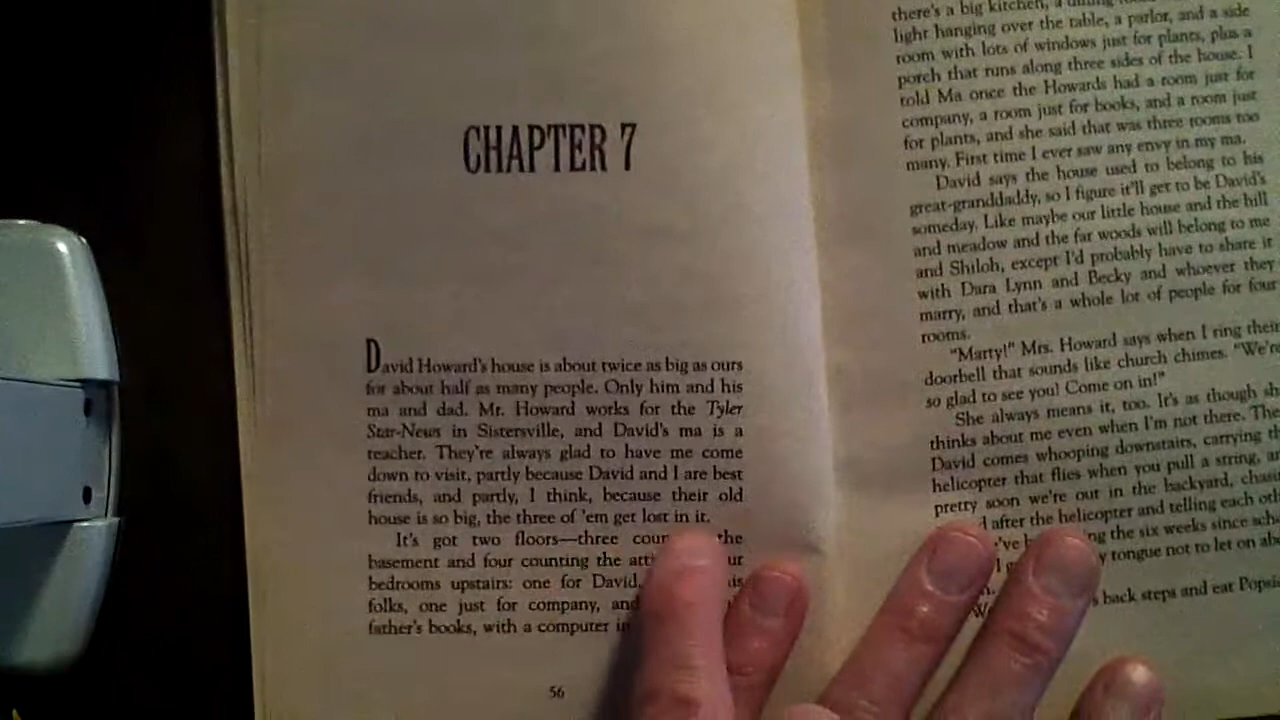 CHAPTER 7
David Howard's house is about twice as big as ours
for about half as many people. Only him and his
ma and dad. Mr. Howard works for the Tyler
Star-News in Sistersville, and David's ma is a
teacher. They're always glad to have me come
down to visit, partly because David and I are best
friends, and partly, I think, because their old
house is so big, the three of 'em get lost in it.
It's got two floors—three the
basement and four counting the
bedrooms upstairs: one for David,
folks, one just for company, and
father's books, with a computer in
56
there's a big kitchen, a
light hanging over the table, a parlor, and a side
room with lots of windows just for plants, plus a
porch that runs along three sides of the house. I
told Ma once the Howards had a room just for
company, a room just for books, and a room just
for plants, and she said that was three rooms too
many. First time I ever saw any envy in my ma.
David says the house used to belong to his
great-granddaddy, so I figure it'll get to be David's
someday. Like maybe our little house and the hill
and meadow and the far woods will belong to me
and Shiloh, except I'd probably have to share it
with Dara Lynn and Becky and whoever they
marry, and that's a whole lot of people for four
rooms.
"Marty!" Mrs. Howard says when I ring their
doorbell that sounds like church chimes. "We're
so glad to see you! Come on in!"
She always means it, too. It's as though
thinks about me even when I'm not there.
David comes whooping downstairs, carrying
helicopter that flies when you pull a string,
pretty soon we're out in the backyard,
after the helicopter and telling each
the six weeks since
tongue not to let on
back steps and eat